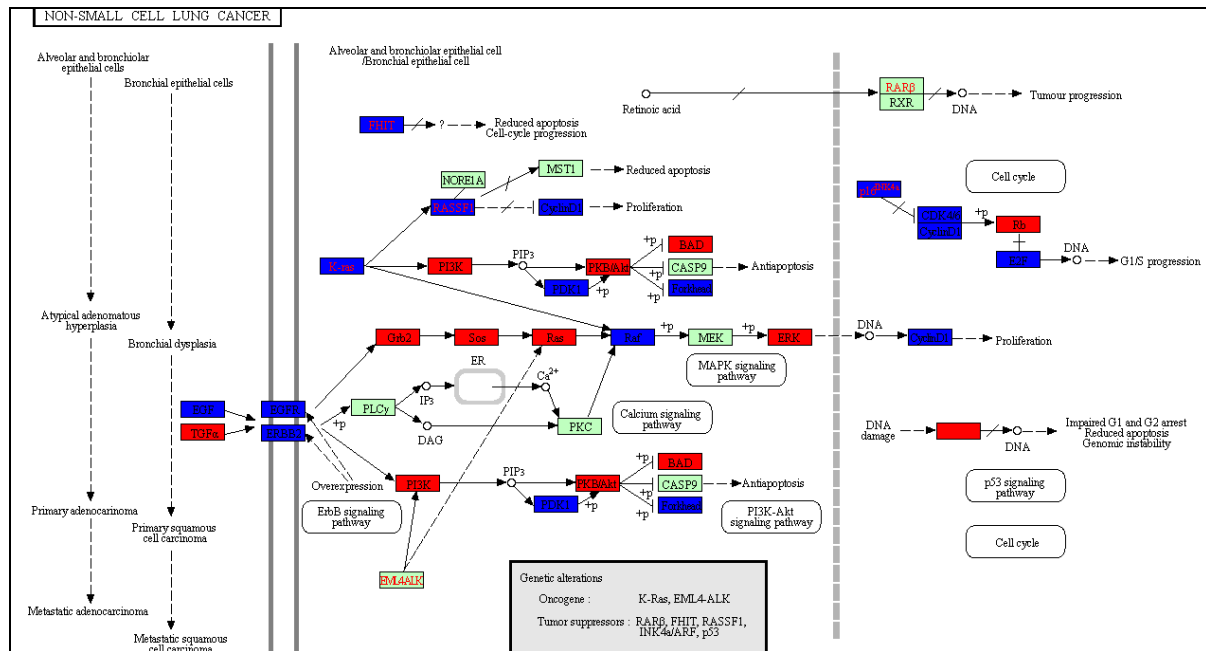 NON-SMALL CELL LUNG CANCER
Alveolar and bronchiolar
epithelial cells
Bronchial epithelial cells
Alveolar and bronchiolar epithelial cell
/Bronchial epithelial cell
Retinoic acid
RARβ
RXR
DNA
Tumour progression
FHIT
?
Reduced apoptosis
Cell-cycle progression
NORE1A
MST1
Reduced apoptosis
RASSF1
CyclinD1
Proliferation
p16INK4a
Cell cycle
CDK4/6
CyclinD1
+p
Rb
E2F
DNA
G1/S progression
K-ras
PI3K
PIP3
PDK1
+p
PKB/Akt
+p
+p
+p
BAD
CASP9
Forkhead
Antiapoptosis
Atypical adenomatous
hyperplasia
Bronchial dysplasia
Grb2
Sos
Ras
Raf
+p
MEK
+p
ERK
DNA
CyclinD1
Proliferation
MAPK signaling
pathway
ER
IP3
Ca2+
PLCγ
+p
DAG
PKC
Calcium signaling
pathway
EGF
TGFα
EGFR
ERBB2
Overexpression
DNA
damage
DNA
Impaired G1 and G2 arrest
Reduced apoptosis
Genomic instability
p53 signaling
pathway
Cell cycle
PI3K
PIP3
PDK1
+p
PKB/Akt
+p
+p
+p
BAD
CASP9
Forkhead
Antiapoptosis
ErbB signaling
pathway
PI3K-Akt
signaling pathway
Primary adenocarinoma
Primary squamous
cell carcinoma
EML4ALK
Metastatic adenocarcinoma
Metastatic squamous
cell carcinoma
Genetic alterations
Oncogene : K-Ras, EML4-ALK
Tumor suppressors : RARβ, FHIT, RASSF1,
INK4a/ARF, p53